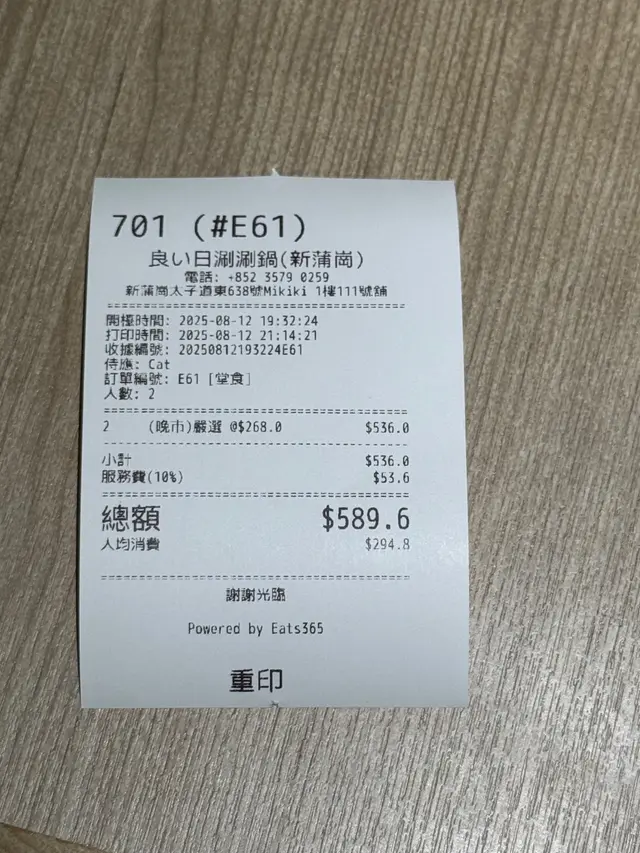 701 (#E61)
良い日涮涮鍋(新蒲崗)
電話: +852 3579 0259
新蒲崗太子道東638號Mikiki 1樓111號舖
開檯時間: 2025-08-12 19:32:24
打印時間: 2025-08-12 21:14:21
收據編號: 20250812193224E61
侍應: Cat
訂單編號: E61 [堂食]
人數: 2
2 (晚市)嚴選 @$268.0 $536.0
小計 $536.0
服務費(10%) $53.6
總額 $589.6
人均消費 $294.8
謝謝光臨
Powered by Eats365
重印